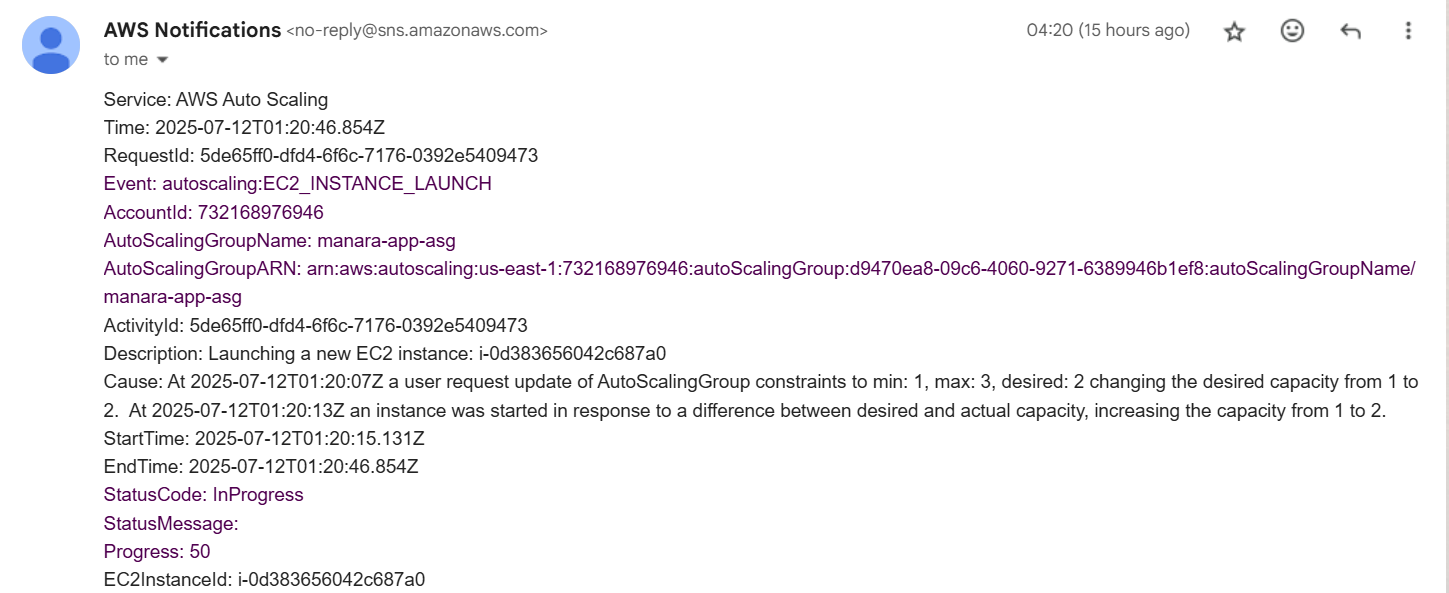 AWS Notifications <no-reply@sns.amazonaws.com> 04:20 (15 hours ago)
to me
Service: AWS Auto Scaling
Time: 2025-07-12T01:20:46.854Z
RequestId: 5de65ff0-dfd4-6f6c-7176-0392e5409473
Event: autoscaling:EC2_INSTANCE_LAUNCH
AccountId: 732168976946
AutoScalingGroupName: manara-app-asg
AutoScalingGroupARN: arn:aws:autoscaling:us-east-1:732168976946:autoScalingGroup:d9470ea8-09c6-4060-9271-6389946b1ef8:autoScalingGroupName/
manara-app-asg
ActivityId: 5de65ff0-dfd4-6f6c-7176-0392e5409473
Description: Launching a new EC2 instance: i-0d383656042c687a0
Cause: At 2025-07-12T01:20:07Z a user request update of AutoScalingGroup constraints to min: 1, max: 3, desired: 2 changing the desired capacity from 1 to
2.  At 2025-07-12T01:20:13Z an instance was started in response to a difference between desired and actual capacity, increasing the capacity from 1 to 2.
StartTime: 2025-07-12T01:20:15.131Z
EndTime: 2025-07-12T01:20:46.854Z
StatusCode: InProgress
StatusMessage:
Progress: 50
EC2InstanceId: i-0d383656042c687a0